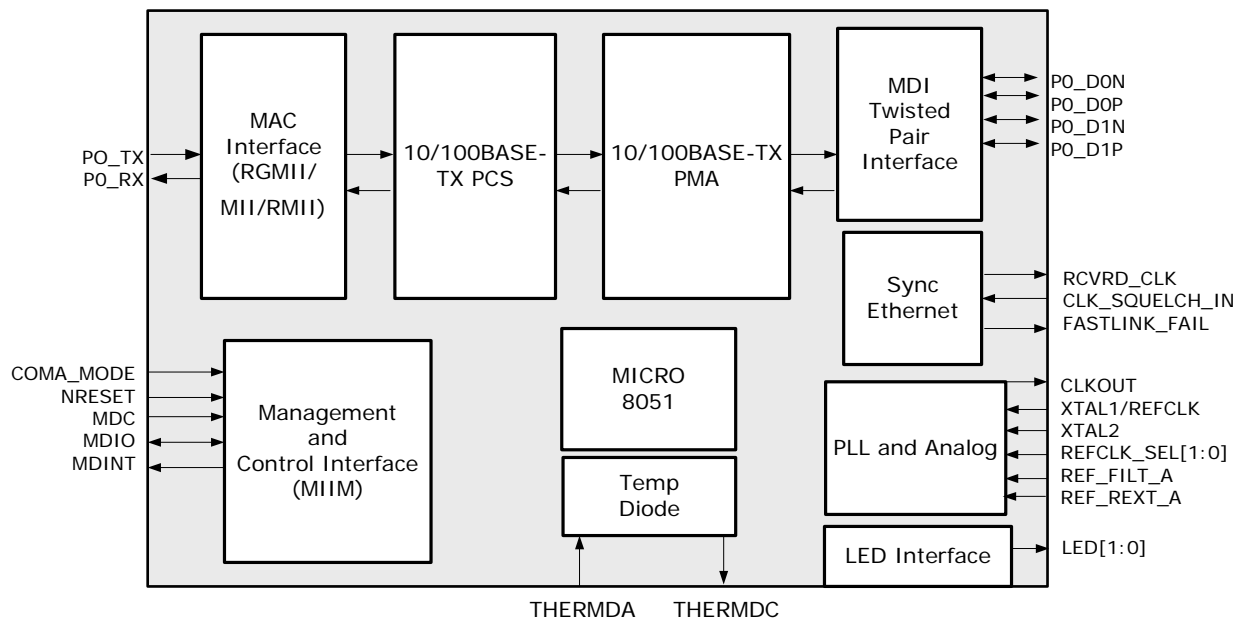 MAC
Interface
(RGMII/
MII/RMII)
10/100BASE-
TX PCS
10/100BASE-TX
PMA
MDI
Twisted
Pair
Interface
PO_TX
P0_RX
P0_D0N
P0_D0P
P0_D1N
P0_D1P
Sync
Ethernet
RCVRD_CLK
CLK_SQUELCH_IN
FASTLINK_FAIL
COMA_MODE
NRESET
MDC
MDIO
MDINT
Management
and
Control Interface
(MIIM)
MICRO
8051
Temp
Diode
PLL and Analog
CLKOUT
XTAL1/REFCLK
XTAL2
REFCLK_SEL[1:0]
REF_FILT_A
REF_REXT_A
LED Interface
LED[1:0]
THERMDA
THERMDC